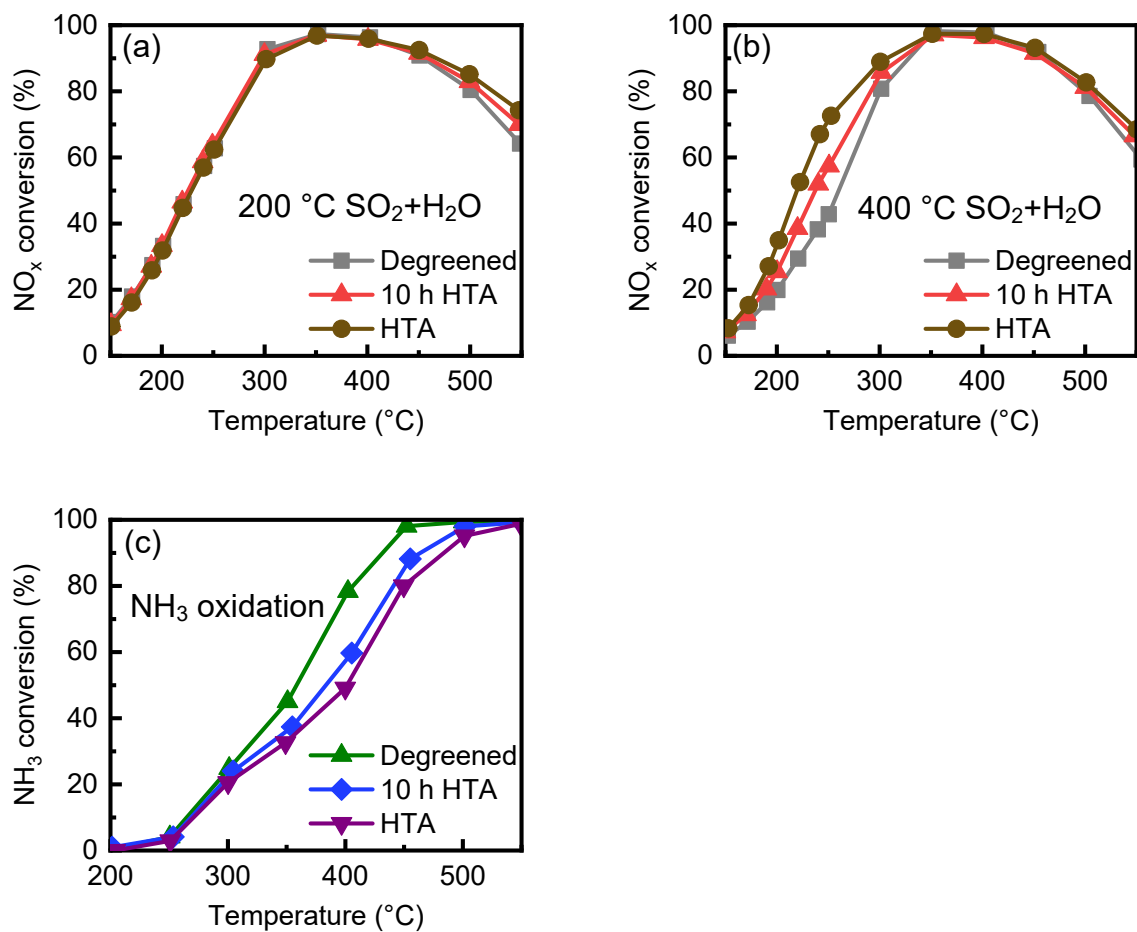 (a)
NOx conversion (%)
100
80
60
40
20
0
200 °C SO2+H2O
Degreened
10 h HTA
HTA
200 300 400 500
Temperature (°C)
(b)
NOx conversion (%)
100
80
60
40
20
0
400 °C SO2+H2O
Degreened
10 h HTA
HTA
200 300 400 500
Temperature (°C)
(c)
NH3 conversion (%)
100
80
60
40
20
0
NH3 oxidation
Degreened
10 h HTA
HTA
200 300 400 500
Temperature (°C)